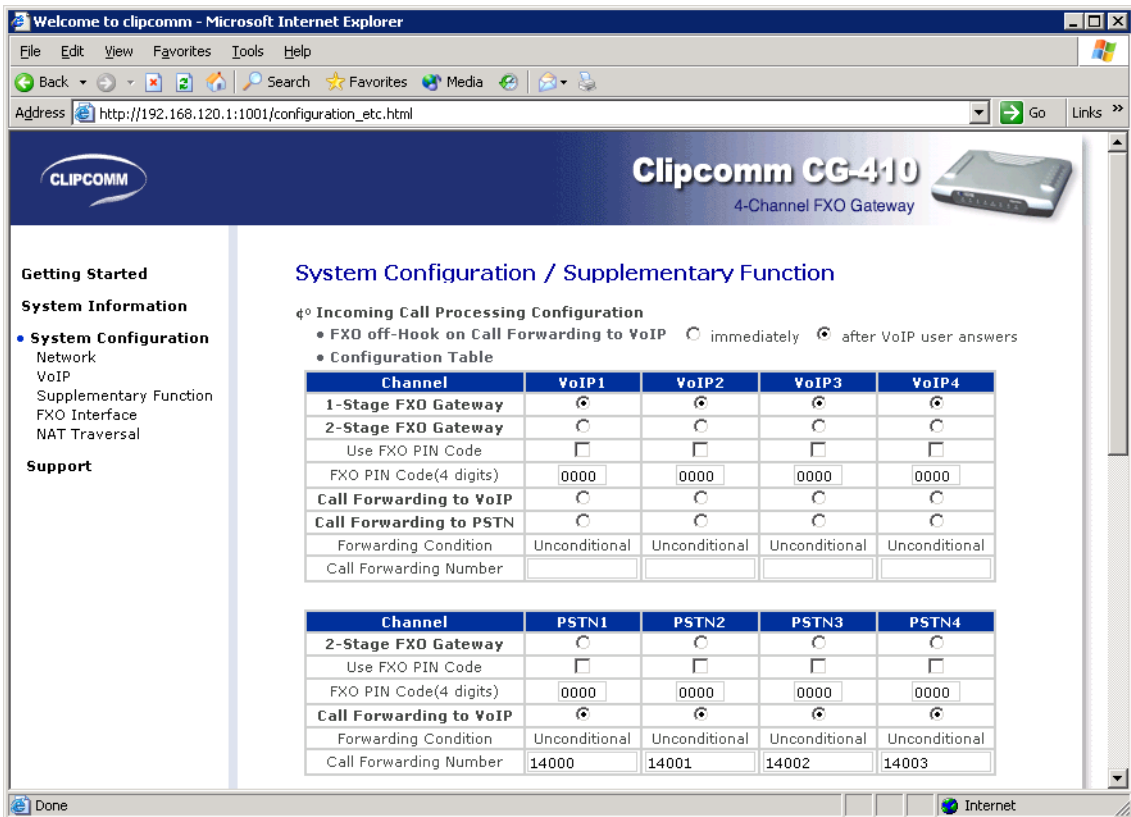 Welcome to clipcomm - Microsoft Internet Explorer
File Edit View Favorites Tools Help
Back Search Favorites Media
Address http://192.168.120.1:1001/configuration_etc.html Go Links »
CLIPCOMM
Clipcomm CG-410
4-Channel FXO Gateway
Getting Started
System Information
System Configuration
Network
VoIP
Supplementary Function
FXO Interface
NAT Traversal
Support
System Configuration / Supplementary Function
¢º Incoming Call Processing Configuration
• FXO off-Hook on Call Forwarding to VoIP immediately after VoIP user answers
• Configuration Table
Channel VoIP1 VoIP2 VoIP3 VoIP4
1-Stage FXO Gateway
2-Stage FXO Gateway
Use FXO PIN Code
FXO PIN Code(4 digits) 0000 0000 0000 0000
Call Forwarding to VoIP
Call Forwarding to PSTN
Forwarding Condition Unconditional Unconditional Unconditional Unconditional
Call Forwarding Number
Channel PSTN1 PSTN2 PSTN3 PSTN4
2-Stage FXO Gateway
Use FXO PIN Code
FXO PIN Code(4 digits) 0000 0000 0000 0000
Call Forwarding to VoIP
Forwarding Condition Unconditional Unconditional Unconditional Unconditional
Call Forwarding Number 14000 14001 14002 14003
Done Internet